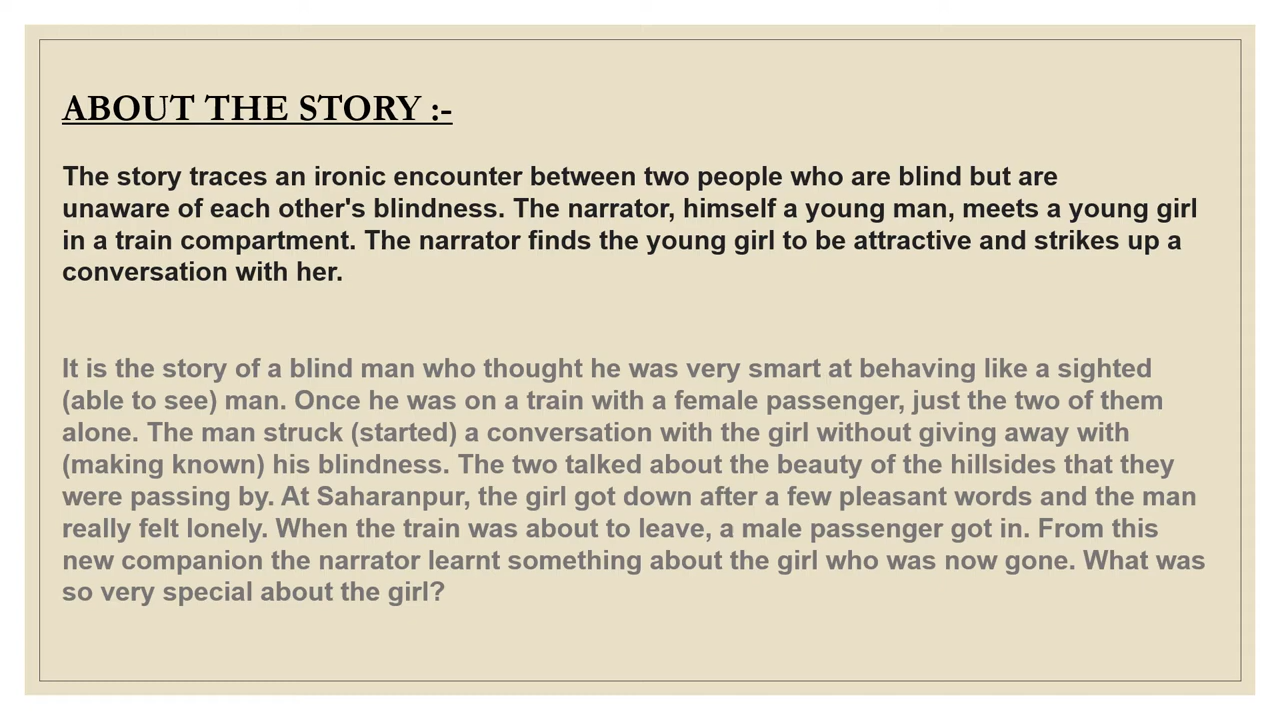 ABOUT THE STORY :-
The story traces an ironic encounter between two people who are blind but are
unaware of each other's blindness. The narrator, himself a young man, meets a young girl
in a train compartment. The narrator finds the young girl to be attractive and strikes up a
conversation with her.
It is the story of a blind man who thought he was very smart at behaving like a sighted
(able to see) man. Once he was on a train with a female passenger, just the two of them
alone. The man struck (started) a conversation with the girl without giving away with
(making known) his blindness. The two talked about the beauty of the hillsides that they
were passing by. At Saharanpur, the girl got down after a few pleasant words and the man
really felt lonely. When the train was about to leave, a male passenger got in. From this
new companion the narrator learnt something about the girl who was now gone. What was
so very special about the girl?